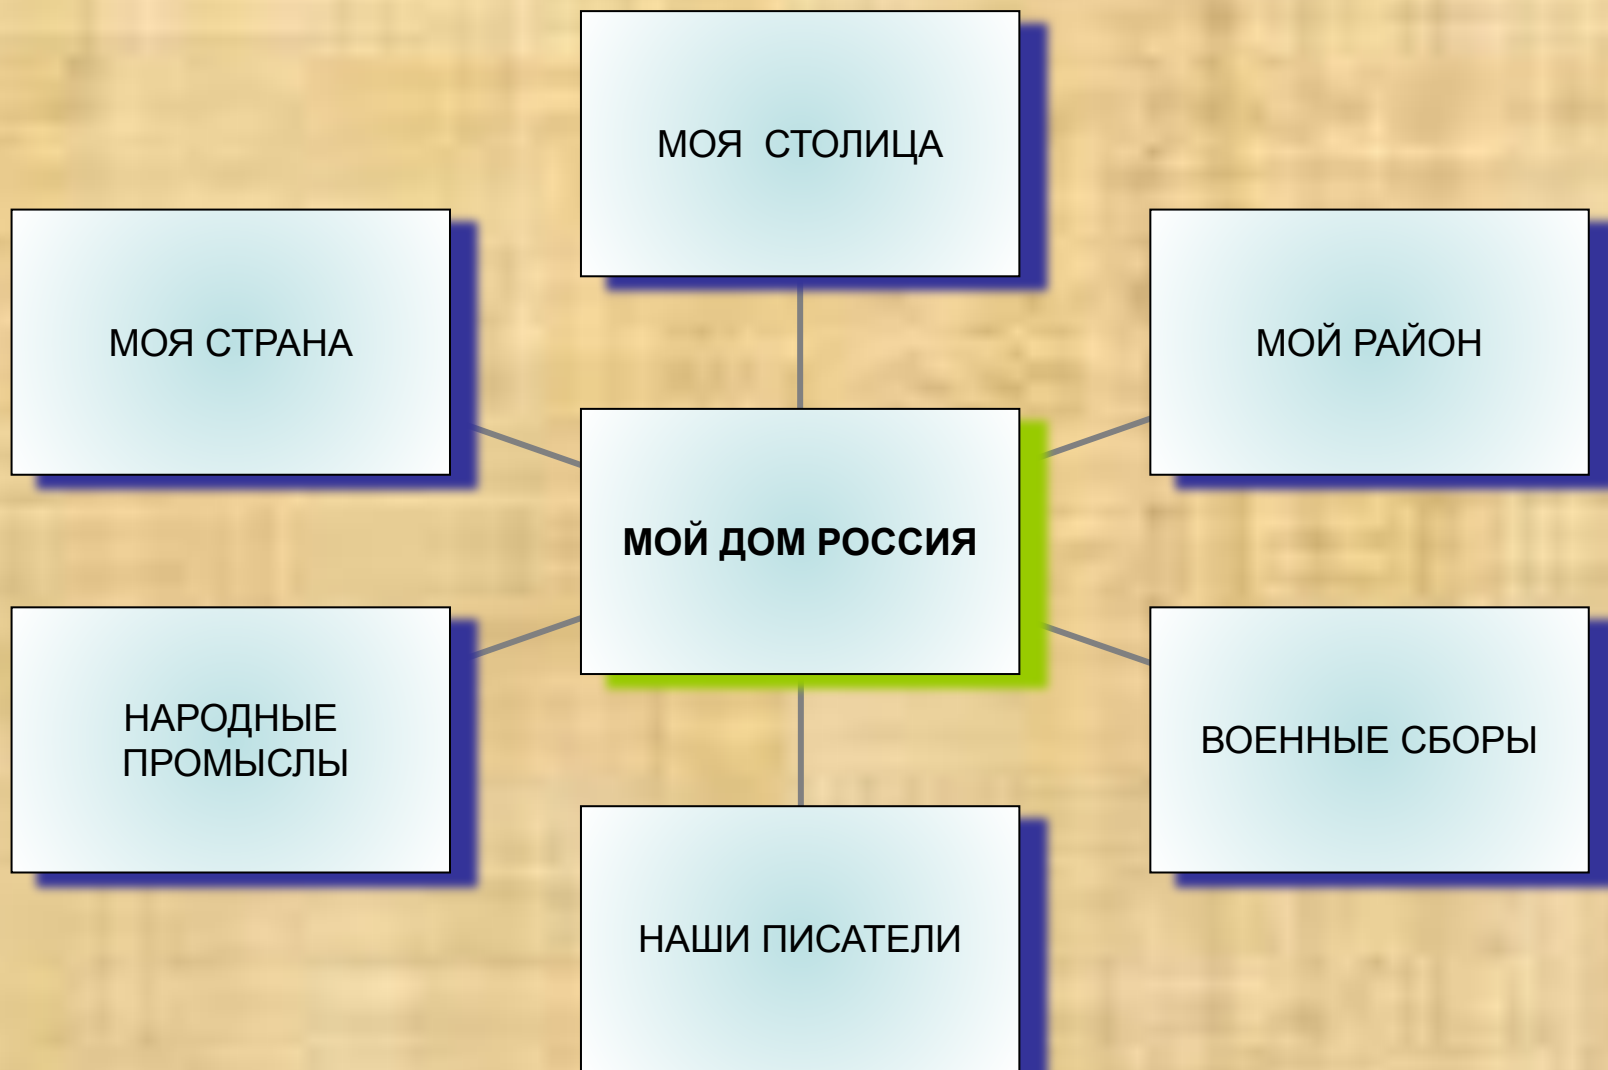 МОЯ СТОЛИЦА
МОЯ СТРАНА
МОЙ РАЙОН
МОЙ ДОМ РОССИЯ
НАРОДНЫЕ
ПРОМЫСЛЫ
ВОЕННЫЕ СБОРЫ
НАШИ ПИСАТЕЛИ